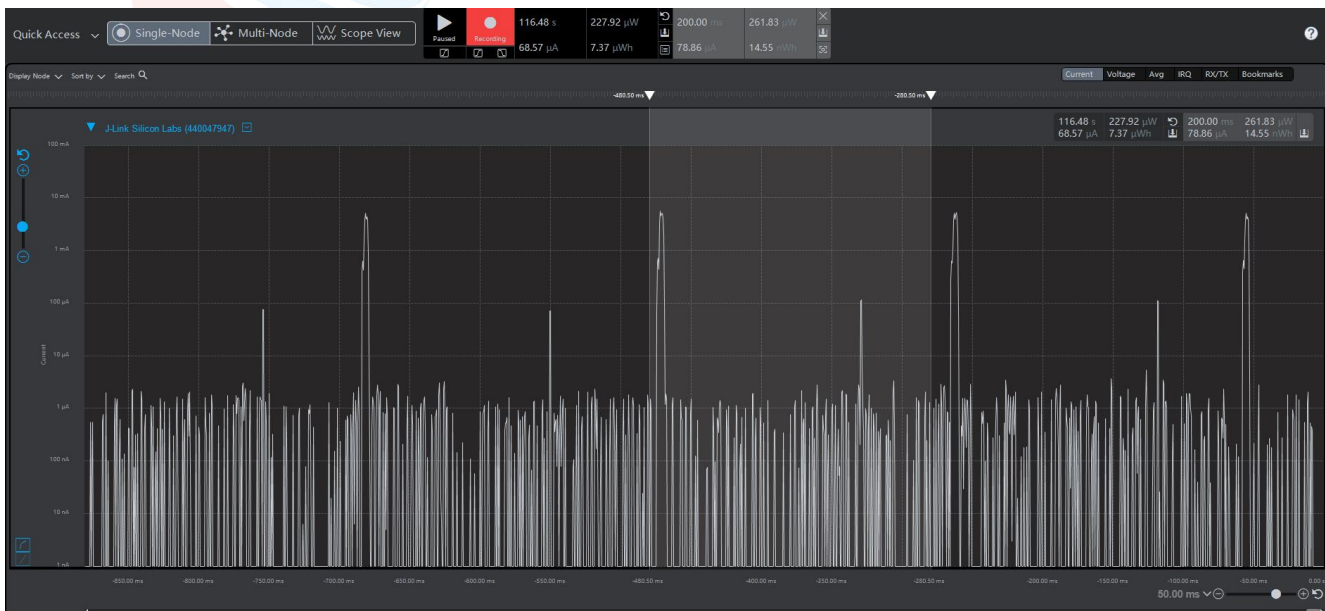 Quick Access Single-Node Multi-Node Scope View
Paused Recording
116.48 s 227.92 µW 200.00 ms 261.83 µW
68.57 µA 7.37 µWh 78.86 µA 14.55 nWh
Display Node Sort by Search
Current Voltage Avg IRQ RX/TX Bookmarks
-480.50 ms -280.50 ms
J-Link Silicon Labs (440047947)
116.48 s 227.92 µW 200.00 ms 261.83 µW
68.57 µA 7.37 µWh 78.86 µA 14.55 nWh
100 mA
10 mA
1 mA
100 µA
10 µA
1 µA
100 nA
10 nA
1 nA
Current
-850.00 ms -800.00 ms -750.00 ms -700.00 ms -650.00 ms -600.00 ms -550.00 ms -480.50 ms -400.00 ms -350.00 ms -280.50 ms -200.00 ms -150.00 ms -100.00 ms -50.00 ms 0.00 s
50.00 ms